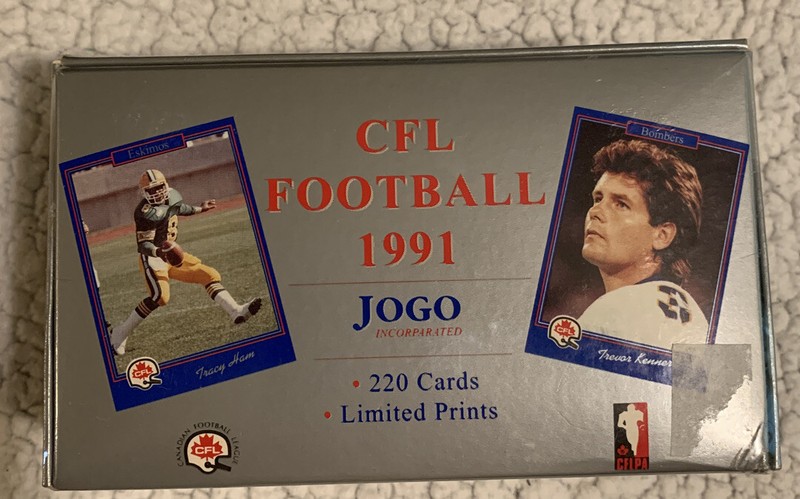 CFL
FOOTBALL
1991
JOGO
INCORPARATED
• 220 Cards
• Limited Prints
Eskimos
8
CFL
Tracy Ham
Bombers
CFL
Trevor
CANADIAN FOOTBALL LEAGUE
CFL
CFLPA